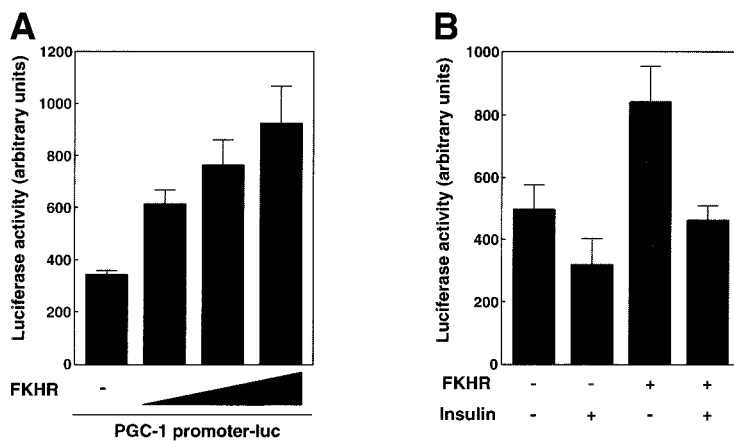 A
Luciferase activity (arbitrary units)
1200
1000
800
600
400
200
0
FKHR
-
PGC-1 promoter-luc
B
Luciferase activity (arbitrary units)
1000
800
600
400
200
0
FKHR - - + +
Insulin - + - +